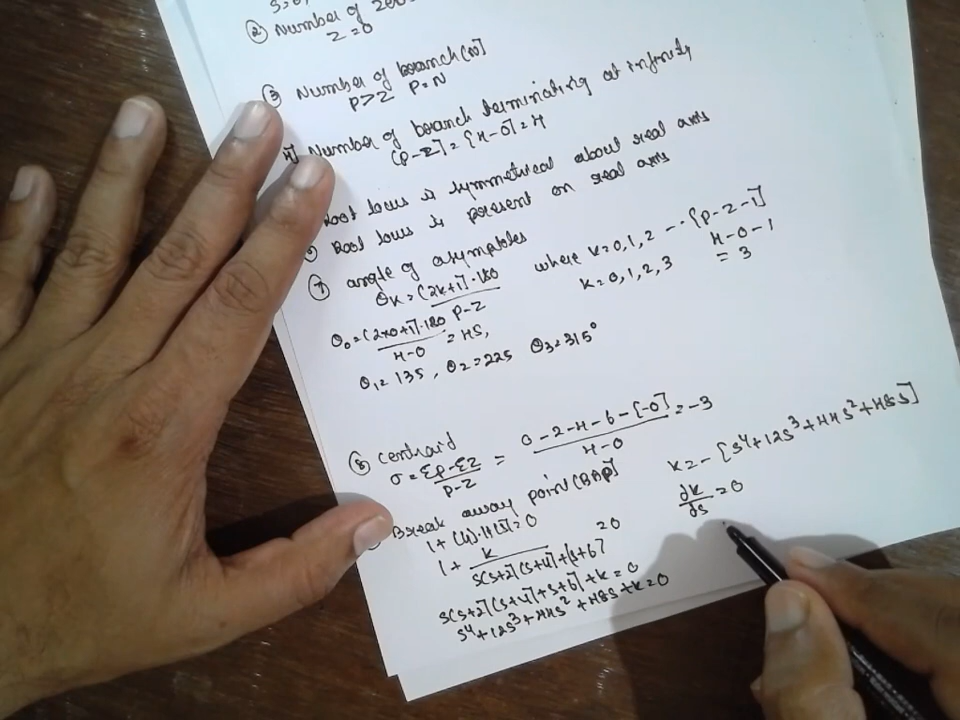 ② Number of zero
Z=0
③ Number of branch[N]
P>Z P=N
4] Number of branch terminating at infinity
[P-Z]=[4-0]=4
Root locus is symmetrical about real axis
Root locus is present on real axis
⑦ angle of asymptotes
θk=(2k+1]·180
P-Z
where k=0,1,2 --[P-Z-1]
k=0,1,2,3
4-0-1
=3
θ0=(2x0+1]·180
4-0
=45,
θ1=135, θ2=225 θ3=315°
⑧ Centroid
σ=ΣP-ΣZ
P-Z
= 0-2-4-6-[-0]
4-0
=-3
Break away point(BAP]
1+G(s).H(s)=0
1+ K
s(s+2](s+4]+(s+6]
=0
s(s+2](s+4]+s+6]+k=0
s⁴+12s³+44s²+48s+k=0
k=-[s⁴+12s³+44s²+48s]
dk
ds
=0